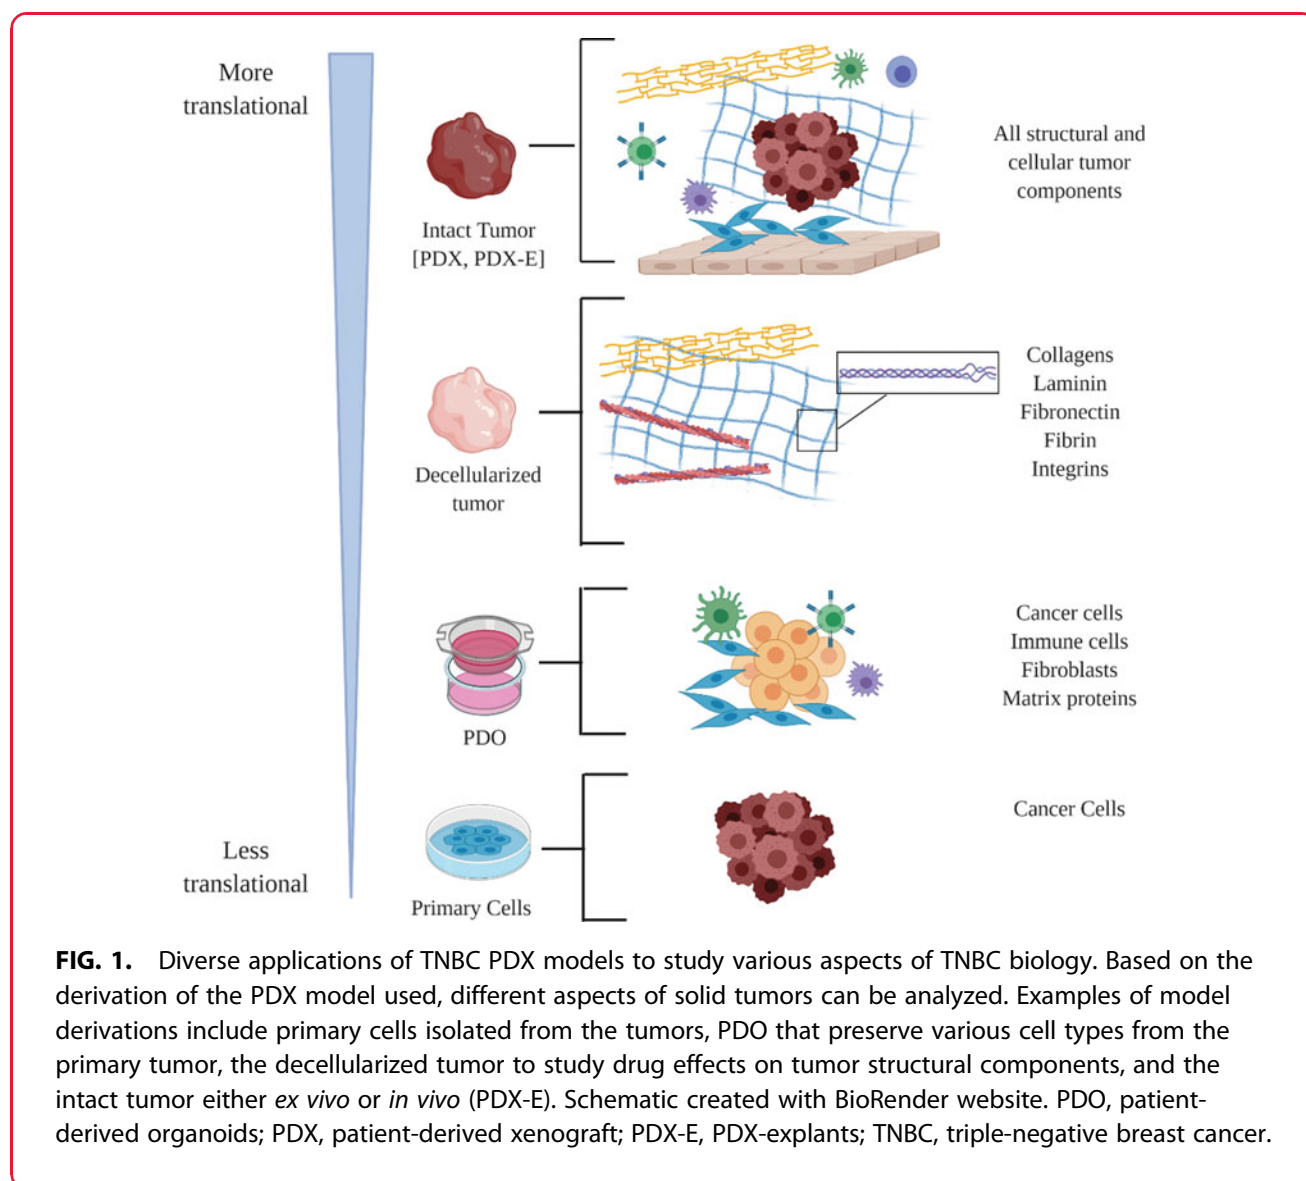 More
translational
Intact Tumor
[PDX, PDX-E]
All structural and
cellular tumor
components
Decellularized
tumor
Collagens
Laminin
Fibronectin
Fibrin
Integrins
PDO
Cancer cells
Immune cells
Fibroblasts
Matrix proteins
Less
translational
Primary Cells
Cancer Cells
FIG. 1. Diverse applications of TNBC PDX models to study various aspects of TNBC biology. Based on the
derivation of the PDX model used, different aspects of solid tumors can be analyzed. Examples of model
derivations include primary cells isolated from the tumors, PDO that preserve various cell types from the
primary tumor, the decellularized tumor to study drug effects on tumor structural components, and the
intact tumor either ex vivo or in vivo (PDX-E). Schematic created with BioRender website. PDO, patient-
derived organoids; PDX, patient-derived xenograft; PDX-E, PDX-explants; TNBC, triple-negative breast cancer.